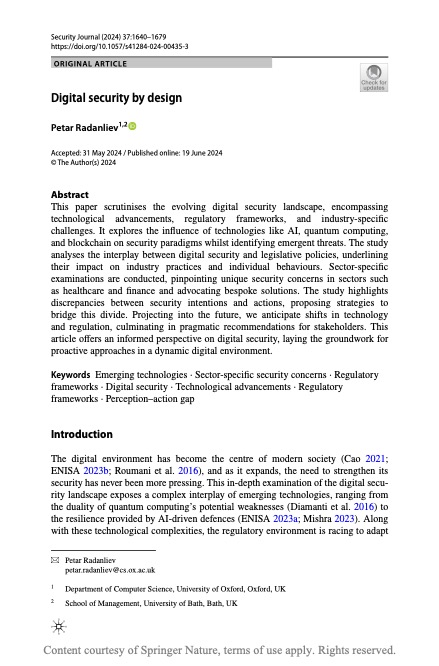 Security Journal (2024) 37:1640–1679
https://doi.org/10.1057/s41284-024-00435-3
ORIGINAL ARTICLE
Check for
updates
Digital security by design
Petar Radanliev1,2
Accepted: 31 May 2024 / Published online: 19 June 2024
© The Author(s) 2024
Abstract
This paper scrutinises the evolving digital security landscape, encompassing
technological advancements, regulatory frameworks, and industry-specific
challenges. It explores the influence of technologies like AI, quantum computing,
and blockchain on security paradigms whilst identifying emergent threats. The study
analyses the interplay between digital security and legislative policies, underlining
their impact on industry practices and individual behaviours. Sector-specific
examinations are conducted, pinpointing unique security concerns in sectors such
as healthcare and finance and advocating bespoke solutions. The study highlights
discrepancies between security intentions and actions, proposing strategies to
bridge this divide. Projecting into the future, we anticipate shifts in technology
and regulation, culminating in pragmatic recommendations for stakeholders. This
article offers an informed perspective on digital security, laying the groundwork for
proactive approaches in a dynamic digital environment.
Keywords Emerging technologies · Sector-specific security concerns · Regulatory
frameworks · Digital security · Technological advancements · Regulatory
frameworks · Perception–action gap
Introduction
The digital environment has become the centre of modern society (Cao 2021;
ENISA 2023b; Roumani et al. 2016), and as it expands, the need to strengthen its
security has never been more pressing. This in-depth examination of the digital secu-
rity landscape exposes a complex interplay of emerging technologies, ranging from
the duality of quantum computing's potential weaknesses (Diamanti et al. 2016) to
the resilience provided by AI-driven defences (ENISA 2023a; Mishra 2023). Along
with these technological complexities, the regulatory environment is racing to adapt
Petar Radanliev
petar.radanliev@cs.ox.ac.uk
1 Department of Computer Science, University of Oxford, Oxford, UK
2 School of Management, University of Bath, Bath, UK
Content courtesy of Springer Nature, terms of use apply. Rights reserved.